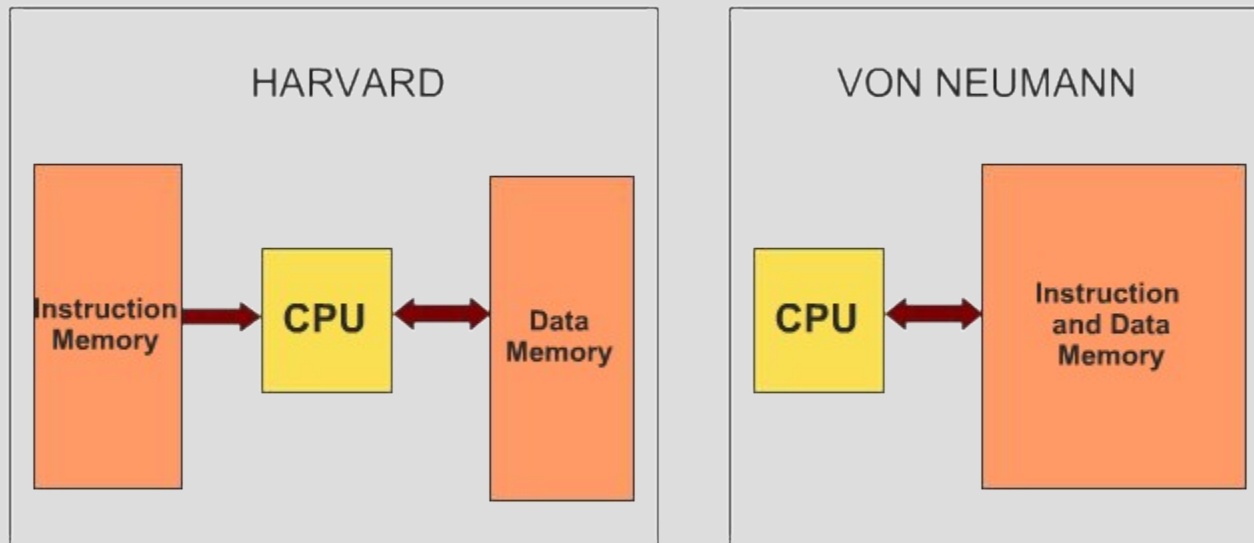 HARVARD
Instruction
Memory
CPU
Data
Memory
VON NEUMANN
CPU
Instruction
and Data
Memory